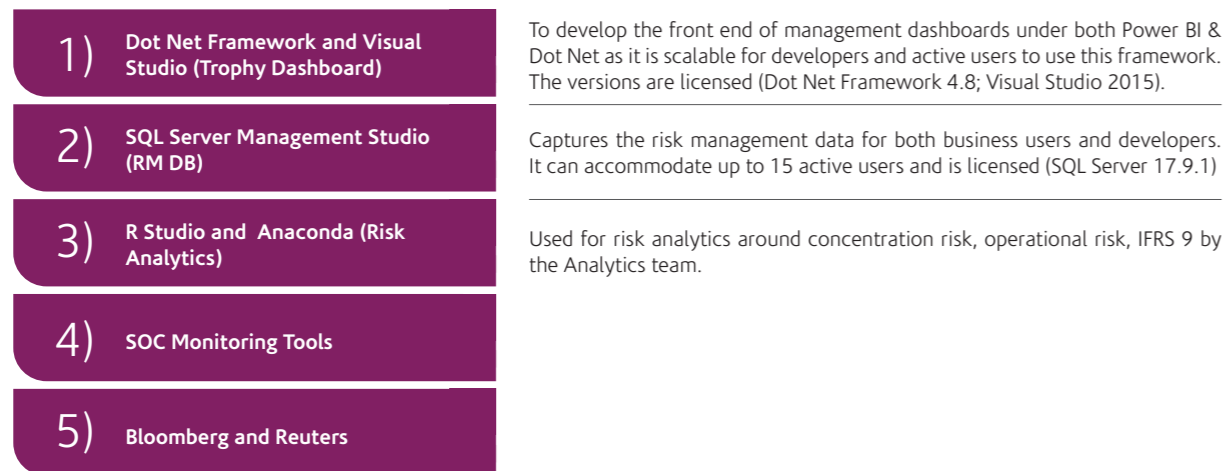 1)
Dot Net Framework and Visual
Studio (Trophy Dashboard)
To develop the front end of management dashboards under both Power BI &
Dot Net as it is scalable for developers and active users to use this framework.
The versions are licensed (Dot Net Framework 4.8; Visual Studio 2015).
2)
SQL Server Management Studio
(RM DB)
Captures the risk management data for both business users and developers.
It can accommodate up to 15 active users and is licensed (SQL Server 17.9.1)
3)
R Studio and Anaconda (Risk
Analytics)
Used for risk analytics around concentration risk, operational risk, IFRS 9 by
the Analytics team.
4)
SOC Monitoring Tools
5)
Bloomberg and Reuters